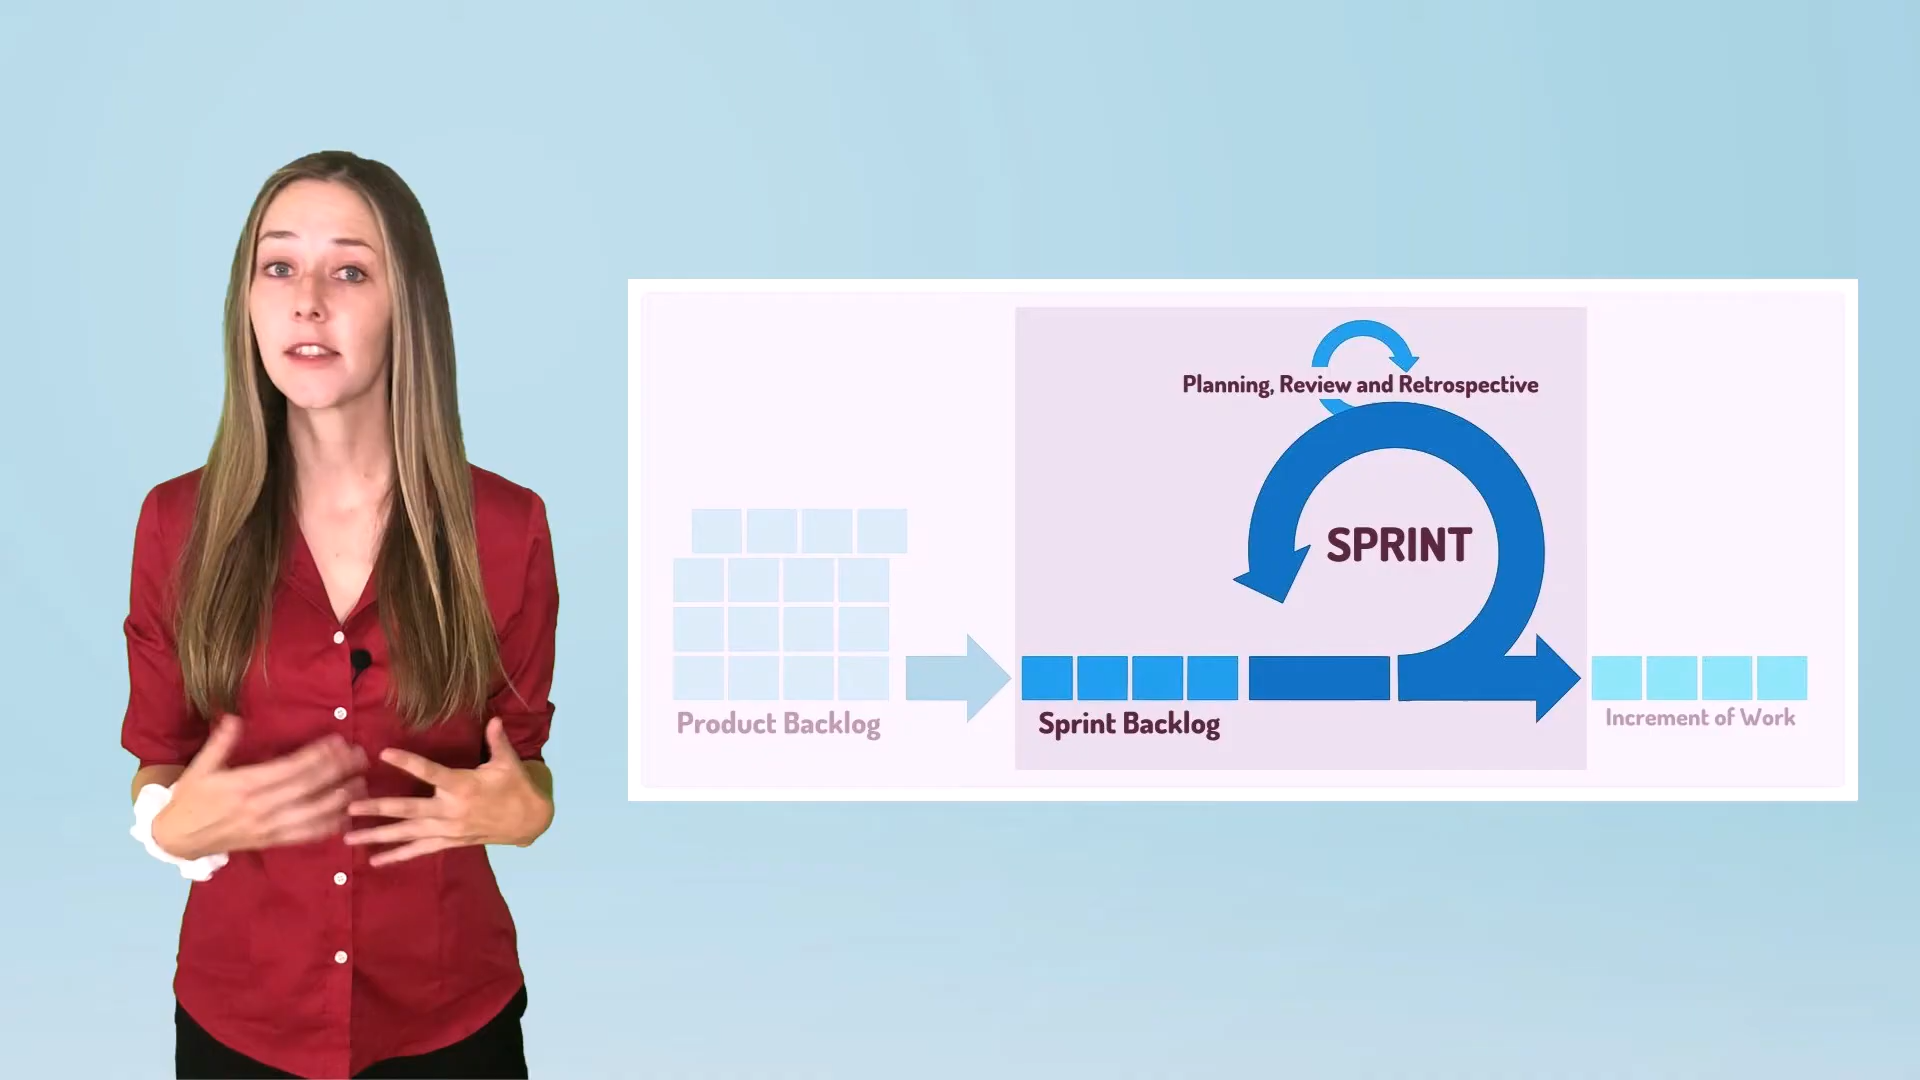 Planning, Review and Retrospective
SPRINT
Product Backlog
Sprint Backlog
Increment of Work